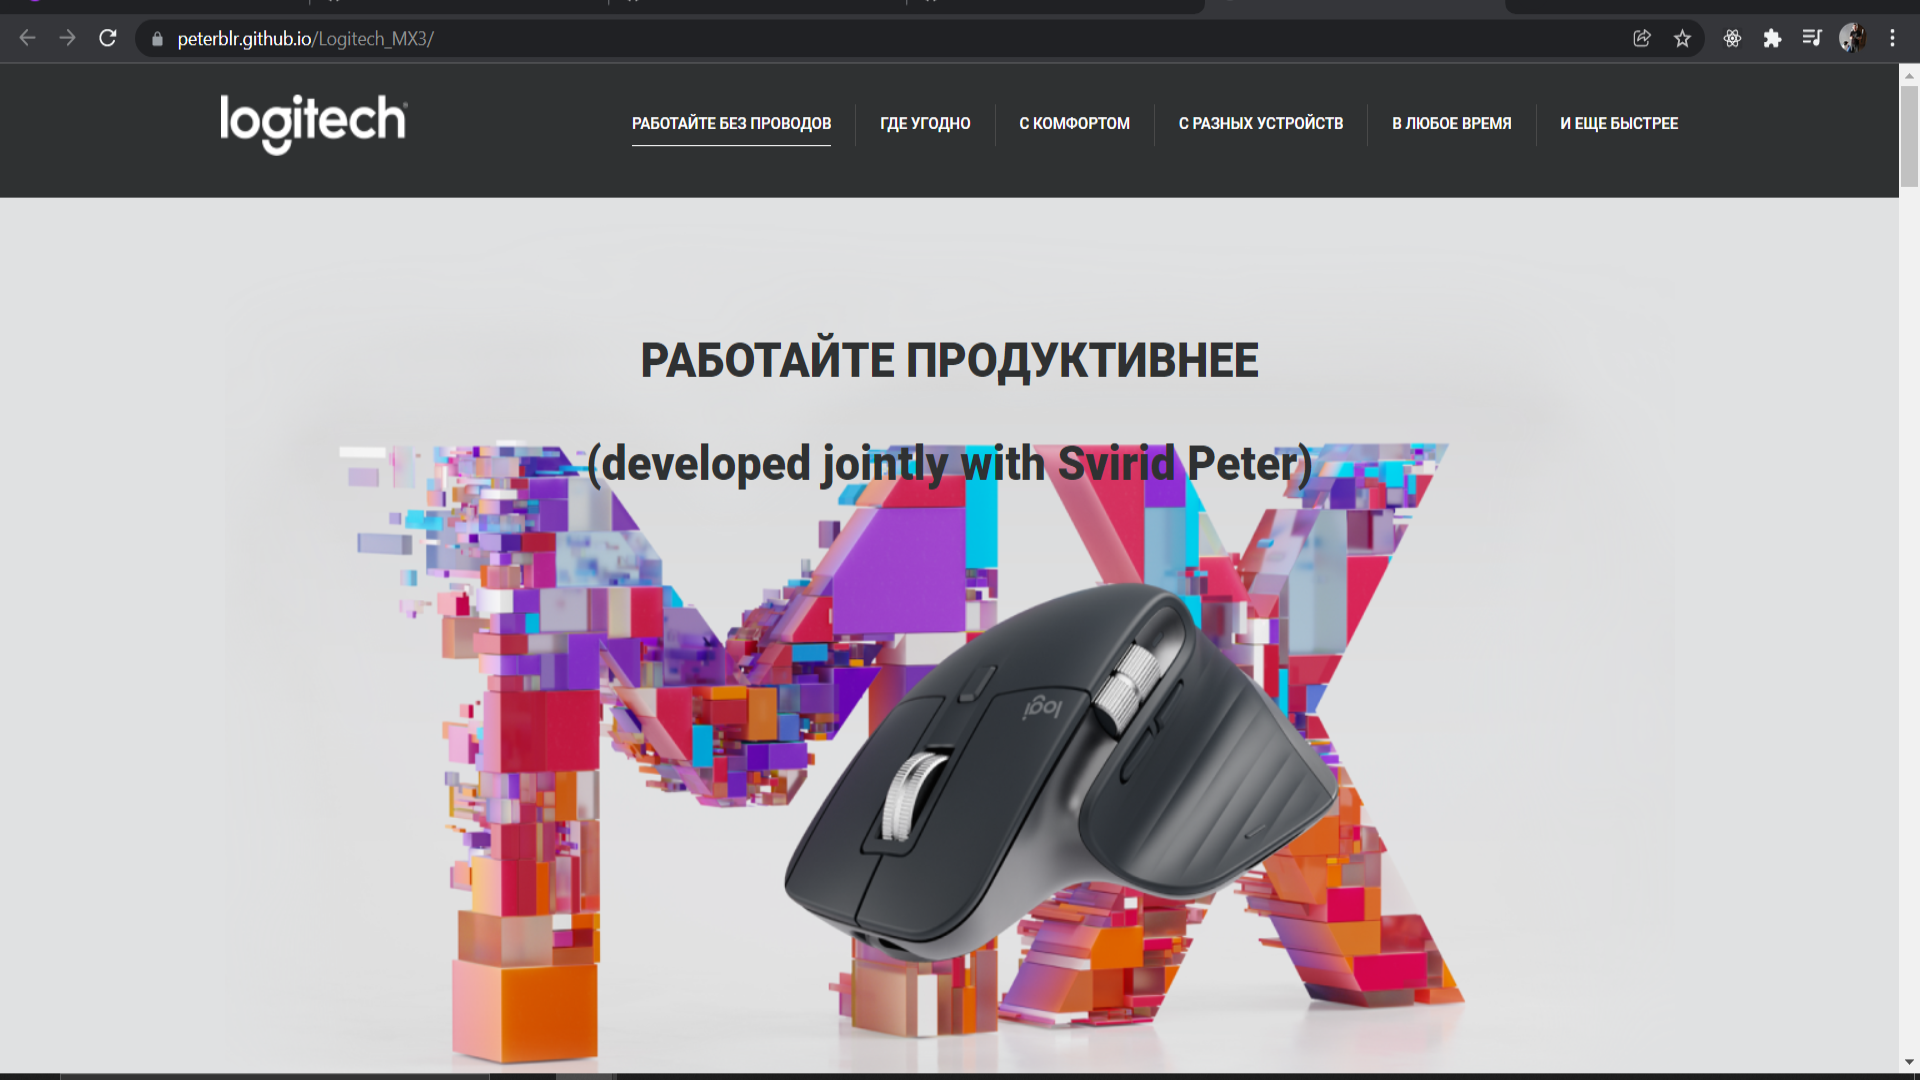 peterblr.github.io/Logitech_MX3/
logitech
РАБОТАЙТЕ БЕЗ ПРОВОДОВ
ГДЕ УГОДНО
С КОМФОРТОМ
С РАЗНЫХ УСТРОЙСТВ
В ЛЮБОЕ ВРЕМЯ
И ЕЩЕ БЫСТРЕЕ
РАБОТАЙТЕ ПРОДУКТИВНЕЕ
(developed jointly with Svirid Peter)
logi